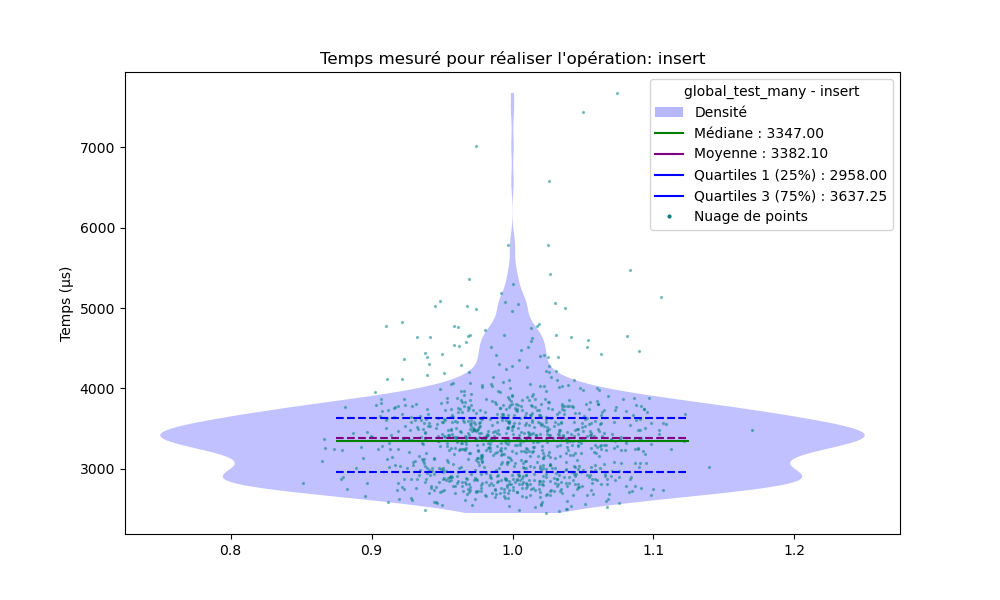 Temps mesuré pour réaliser l'opération: insert
global_test_many - insert
Densité
Médiane : 3347.00
Moyenne : 3382.10
Quartiles 1 (25%) : 2958.00
Quartiles 3 (75%) : 3637.25
Nuage de points
Temps (µs)
7000
6000
5000
4000
3000
0.8 0.9 1.0 1.1 1.2